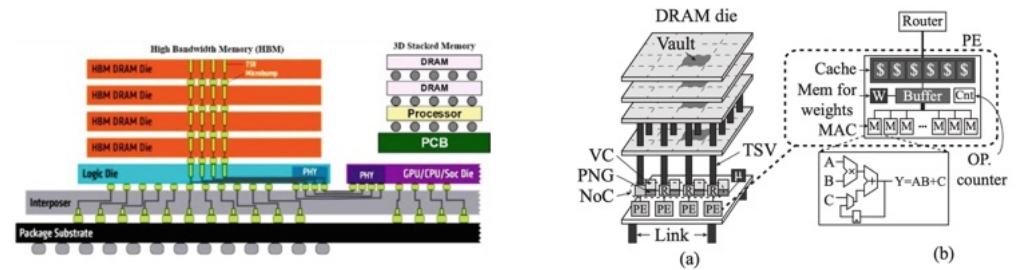 High Bandwidth Memory (HBM)
HBM DRAM Die
TSV
Microbump
HBM DRAM Die
HBM DRAM Die
HBM DRAM Die
Logic Die
PHY
PHY
GPU/CPU/Soc Die
Interposer
Package Substrate
3D Stacked Memory
DRAM
DRAM
Processor
PCB
DRAM die
Vault
TSV
VC
PNG
NoC
R
R
μ
PE PE PE PE
Link
(a)
Router
PE
Cache
$ $ $ $ $ $
Mem for
weights
W
Buffer
Cnt
MAC
M M M ... M M M
OP.
counter
A
B
C
×
+
Y=AB+C
(b)